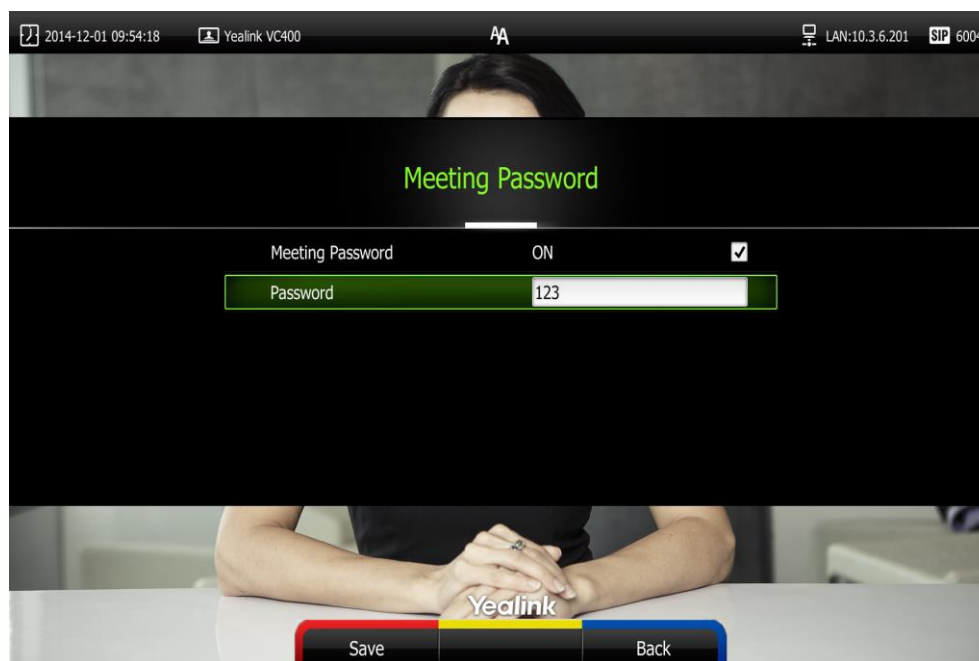 2014-12-01 09:54:18 Yealink VC400 AA LAN:10.3.6.201 SIP 6004
Meeting Password
Meeting Password ON
Password 123
Yealink
Save Back